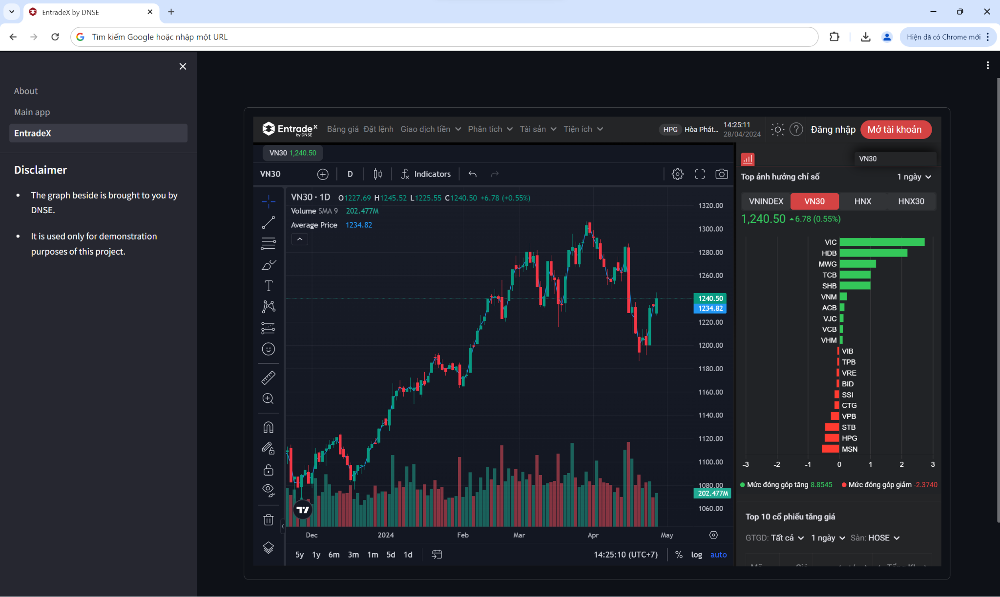 EntradeX by DNSE
Tìm kiếm Google hoặc nhập một URL
Hiện đã có Chrome mới
About
Main app
EntradeX
Disclaimer
The graph beside is brought to you by
DNSE.
It is used only for demonstration
purposes of this project.
Entrade X by DNSE
Bảng giá Đặt lệnh Giao dịch tiền Phân tích Tài sản Tiện ích
HPG Hòa Phát...
14:25:11
28/04/2024
Đăng nhập
Mở tài khoản
VN30 1,240.50
VN30 D Indicators
VN30 · 1D O1227.69 H1245.52 L1225.55 C1240.50 +6.78 (+0.55%)
Volume SMA 9 202.477M
Average Price 1234.82
1320.00
1300.00
1280.00
1260.00
1240.50
1234.82
1220.00
1200.00
1180.00
1160.00
1140.00
1120.00
1100.00
1080.00
202.477M
1060.00
Dec 2024 Feb Mar Apr May
5y 1y 6m 3m 1m 5d 1d
14:25:10 (UTC+7) % log auto
VN30
Top ảnh hưởng chỉ số 1 ngày
VNINDEX VN30 HNX HNX30
1,240.50 6.78 (0.55%)
VIC
HDB
MWG
TCB
SHB
VNM
ACB
VJC
VCB
VHM
VIB
TPB
VRE
BID
SSI
CTG
VPB
STB
HPG
MSN
-3 -2 -1 0 1 2 3
Mức đóng góp tăng 8.8545 Mức đóng góp giảm -2.3740
Top 10 cổ phiếu tăng giá
GTGD: Tất cả 1 ngày Sàn: HOSE